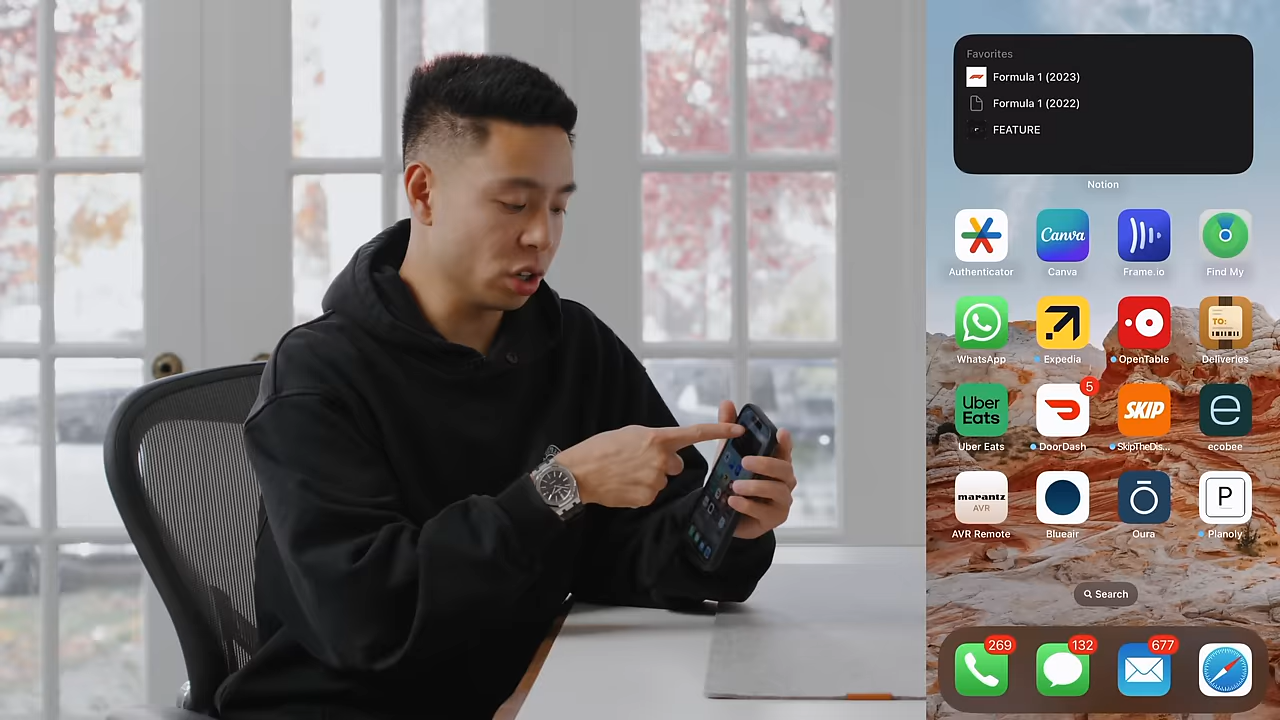 Favorites
Formula 1 (2023)
Formula 1 (2022)
FEATURE
Notion
Canva
Authenticator
Canva
Frame.io
Find My
TO:
WhatsApp
Expedia
OpenTable
Deliveries
Uber
Eats
5
SKIP
e
Uber Eats
DoorDash
SkipTheDis...
ecobee
marantz
AVR
P
AVR Remote
Blueair
Oura
Planoly
Search
269
132
677